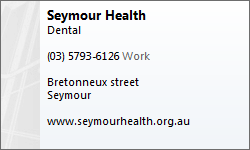 Seymour Health
Dental
(03) 5793-6126 Work
Bretonneux street
Seymour
www.seymourhealth.org.au